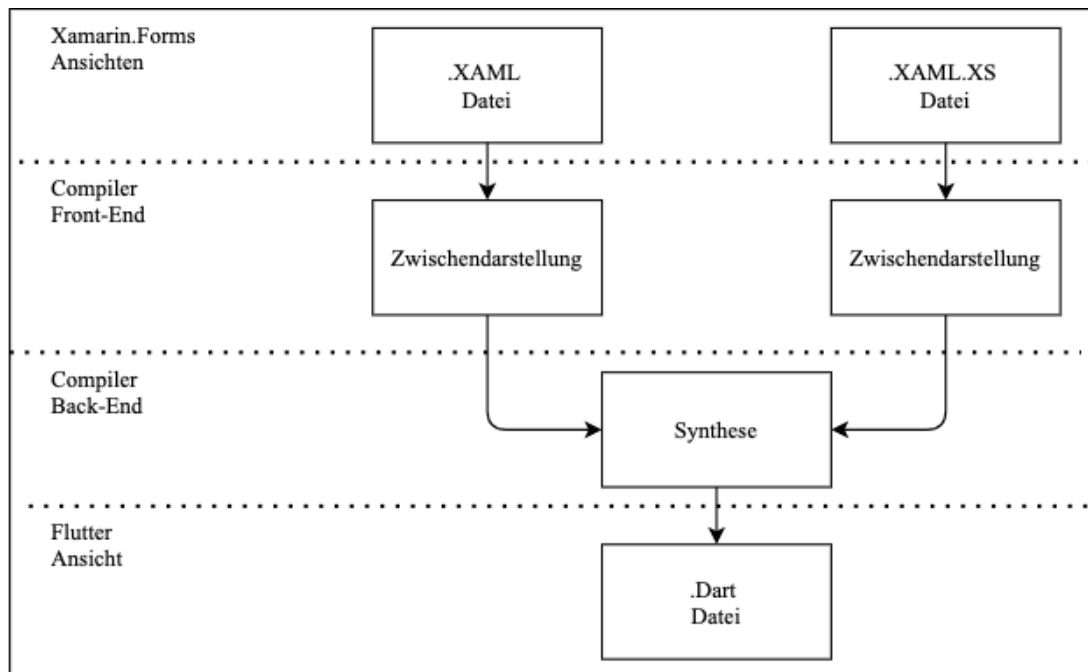 Xamarin.Forms
Ansichten
.XAML
Datei
.XAML.XS
Datei
Compiler
Front-End
Zwischendarstellung
Zwischendarstellung
Compiler
Back-End
Synthese
Flutter
Ansicht
.Dart
Datei